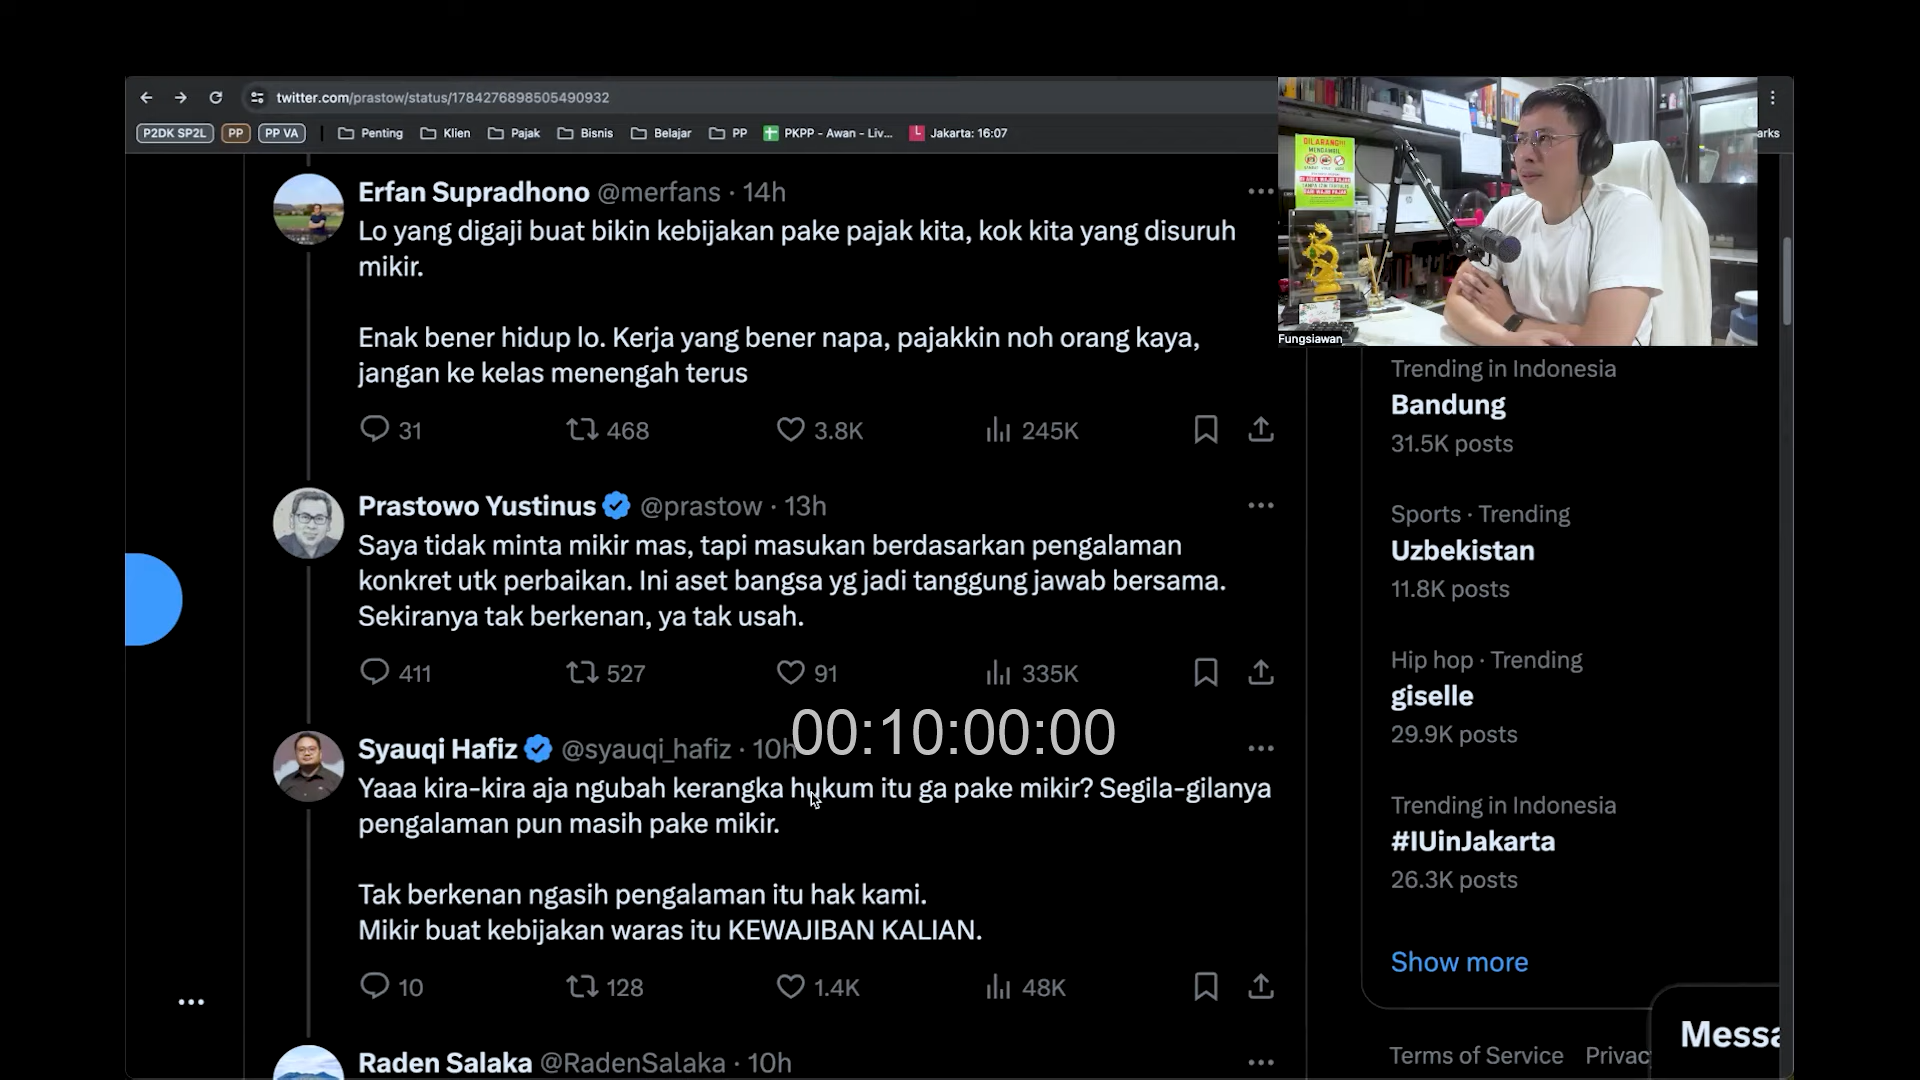 twitter.com/prastow/status/1784276898505490932
P2DK SP2L PP PP VA Penting Klien Pajak Bisnis Belajar PP PKPP - Awan - Liv... Jakarta: 16:07
arks
DILARANG!!!
MENGAMBIL
Fungsiawan
Erfan Supradhono @merfans · 14h
Lo yang digaji buat bikin kebijakan pake pajak kita, kok kita yang disuruh
mikir.
Enak bener hidup lo. Kerja yang bener napa, pajakkin noh orang kaya,
jangan ke kelas menengah terus
31 468 3.8K 245K
Prastowo Yustinus @prastow · 13h
Saya tidak minta mikir mas, tapi masukan berdasarkan pengalaman
konkret utk perbaikan. Ini aset bangsa yg jadi tanggung jawab bersama.
Sekiranya tak berkenan, ya tak usah.
411 527 91 335K
00:10:00:00
Syauqi Hafiz @syauqi_hafiz · 10h
Yaaa kira-kira aja ngubah kerangka hukum itu ga pake mikir? Segila-gilanya
pengalaman pun masih pake mikir.
Tak berkenan ngasih pengalaman itu hak kami.
Mikir buat kebijakan waras itu KEWAJIBAN KALIAN.
10 128 1.4K 48K
Raden Salaka @RadenSalaka · 10h
Trending in Indonesia
Bandung
31.5K posts
Sports · Trending
Uzbekistan
11.8K posts
Hip hop · Trending
giselle
29.9K posts
Trending in Indonesia
#IUinJakarta
26.3K posts
Show more
Terms of Service Privac
Messa